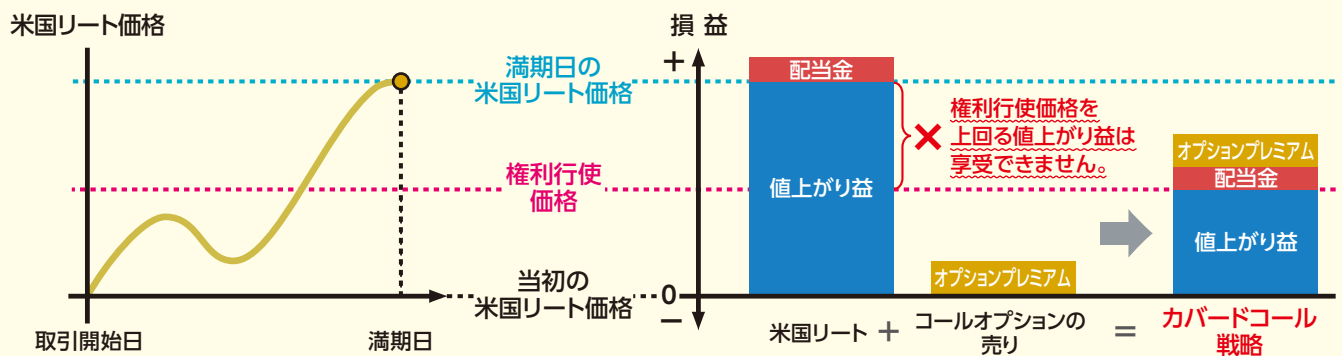 米国リート価格
満期日の
米国リート価格
権利行使
価格
当初の
米国リート価格
取引開始日
満期日
損 益
+
0
−
配当金
値上がり益
×
権利行使価格を
上回る値上がり益は
享受できません。
オプションプレミアム
オプションプレミアム
配当金
値上がり益
米国リート + コールオプションの
売り
= カバードコール
戦略